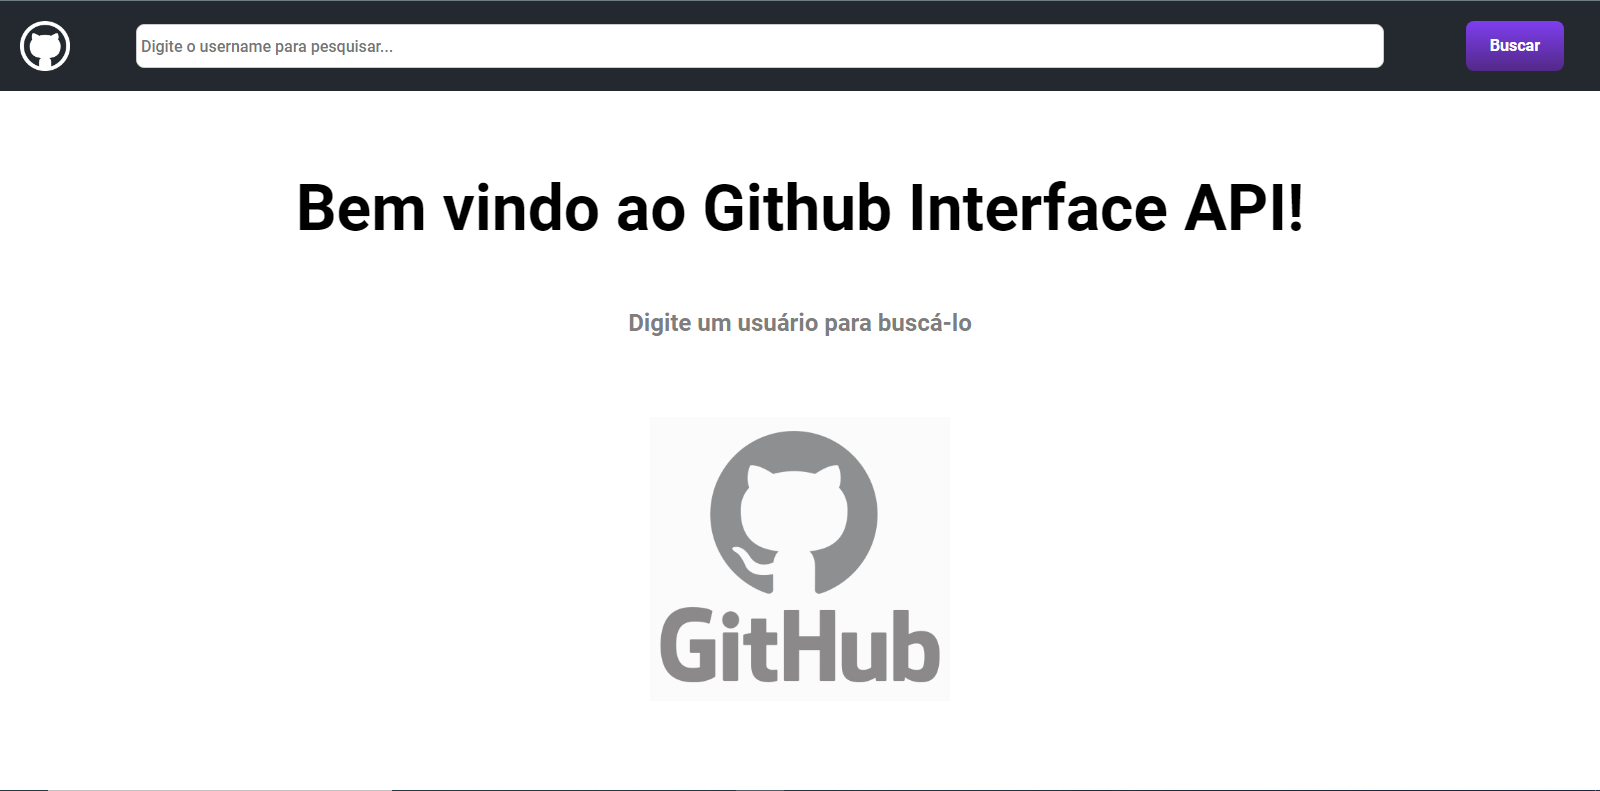 Digite o username para pesquisar...
Buscar
Bem vindo ao Github Interface API!
Digite um usuário para buscá-lo
GitHub